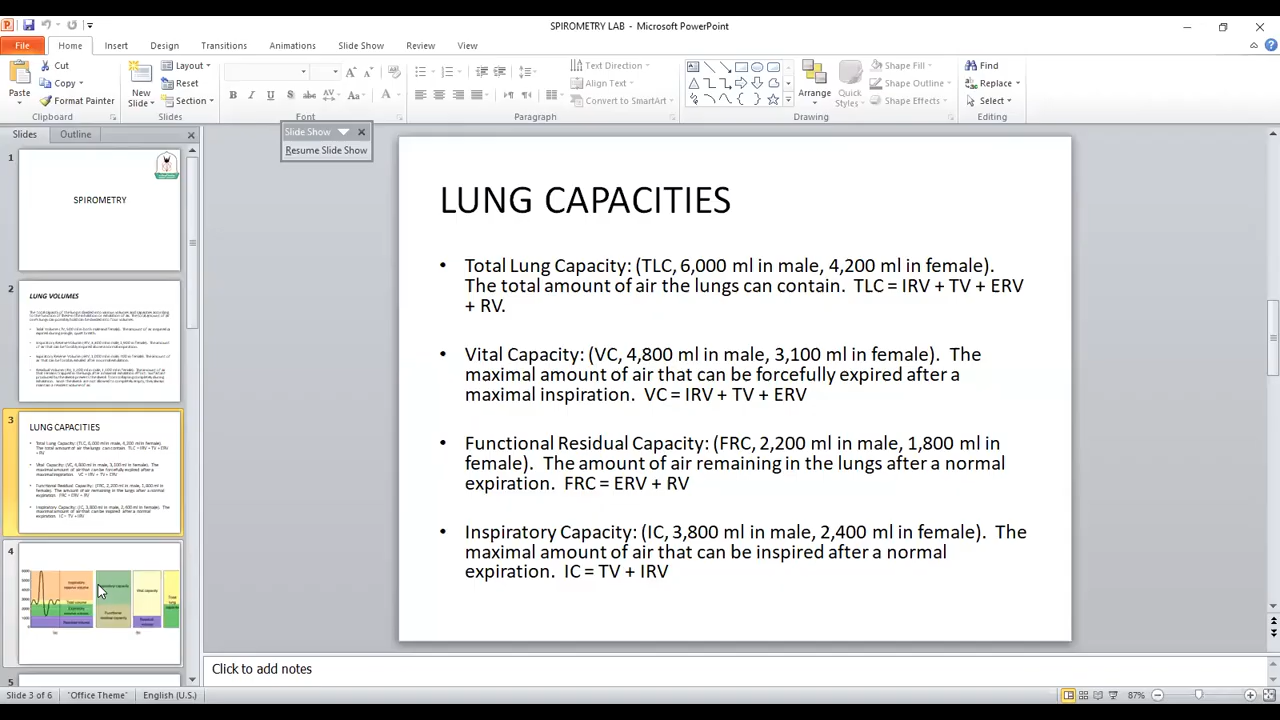 SPIROMETRY LAB - Microsoft PowerPoint
File Home Insert Design Transitions Animations Slide Show Review View
Paste
Cut
Copy
Format Painter
Clipboard
New
Slide
Layout
Reset
Section
Slides
Font
Text Direction
Align Text
Convert to SmartArt
Paragraph
Arrange
Quick
Styles
Shape Fill
Shape Outline
Shape Effects
Drawing
Find
Replace
Select
Editing
Slides Outline
Slide Show
Resume Slide Show
1
SPIROMETRY
2
LUNG VOLUMES
3
LUNG CAPACITIES
4
5
LUNG CAPACITIES
• Total Lung Capacity: (TLC, 6,000 ml in male, 4,200 ml in female).
The total amount of air the lungs can contain. TLC = IRV + TV + ERV
+ RV.
• Vital Capacity: (VC, 4,800 ml in male, 3,100 ml in female). The
maximal amount of air that can be forcefully expired after a
maximal inspiration. VC = IRV + TV + ERV
• Functional Residual Capacity: (FRC, 2,200 ml in male, 1,800 ml in
female). The amount of air remaining in the lungs after a normal
expiration. FRC = ERV + RV
• Inspiratory Capacity: (IC, 3,800 ml in male, 2,400 ml in female). The
maximal amount of air that can be inspired after a normal
expiration. IC = TV + IRV
Click to add notes
Slide 3 of 6 "Office Theme" English (U.S.) 87%